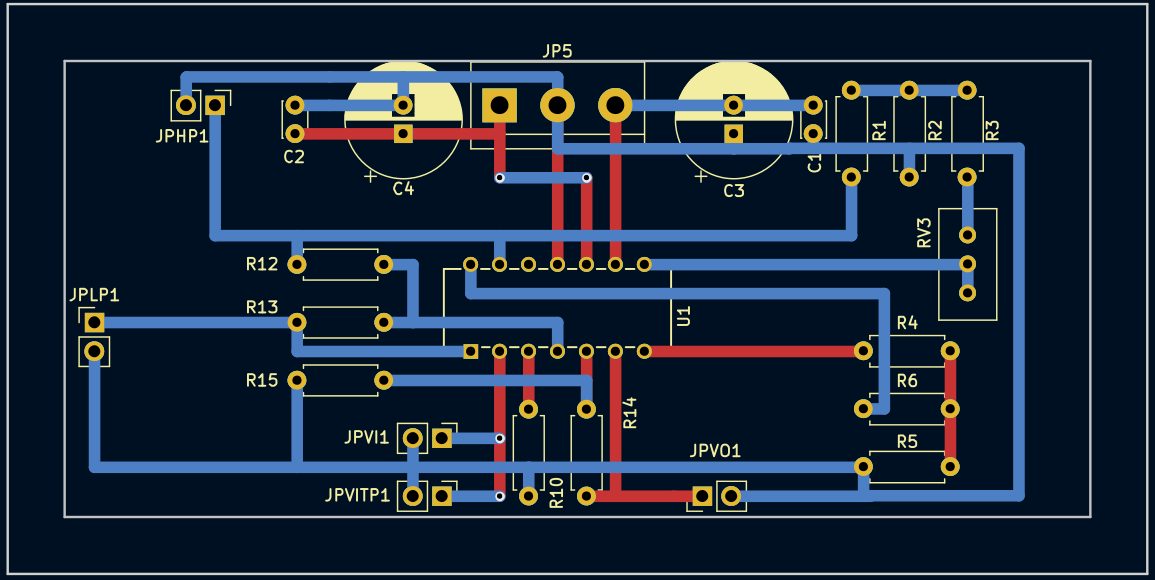 JP5
JPHP1
C2
C4
C3
C1
R1
R2
R3
RV3
R12
JPLP1
R13
U1
R4
R15
R6
JPVI1
R14
R5
JPVO1
JPVITP1
R10